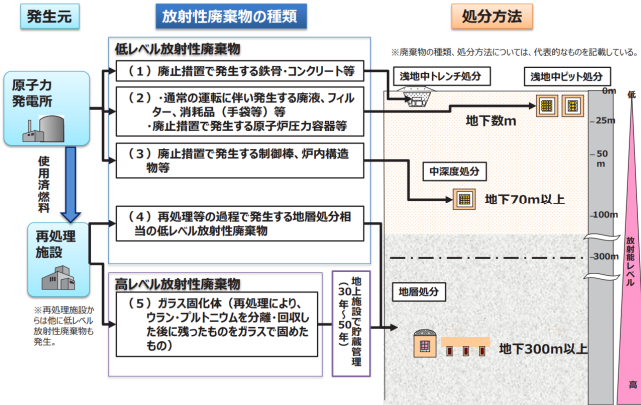 発生元
放射性廃棄物の種類
処分方法
低レベル放射性廃棄物
※廃棄物の種類、処分方法については、代表的なものを記載している。
原子力
発電所
（１）廃止措置で発生する鉄骨・コンクリート等
（２）・通常の運転に伴い発生する廃液、フィル
ター、消耗品（手袋等）等
・廃止措置で発生する原子炉圧力容器等
（３）廃止措置で発生する制御棒、炉内構造
物等
使用済燃料
再処理
施設
※再処理施設か
らは他に低レベル
放射性廃棄物も
発生。
（４）再処理等の過程で発生する地層処分相
当の低レベル放射性廃棄物
高レベル放射性廃棄物
（５）ガラス固化体（再処理により、
ウラン・プルトニウムを分離・回収し
た後に残ったものをガラスで固めた
もの）
地上施設で貯蔵管理
（30年～50年）
浅地中トレンチ処分
浅地中ピット処分
地下数m
中深度処分
地下70m以上
地層処分
地下300m以上
0m
25m
50
m
100m
300m
低
放射能レベル
高